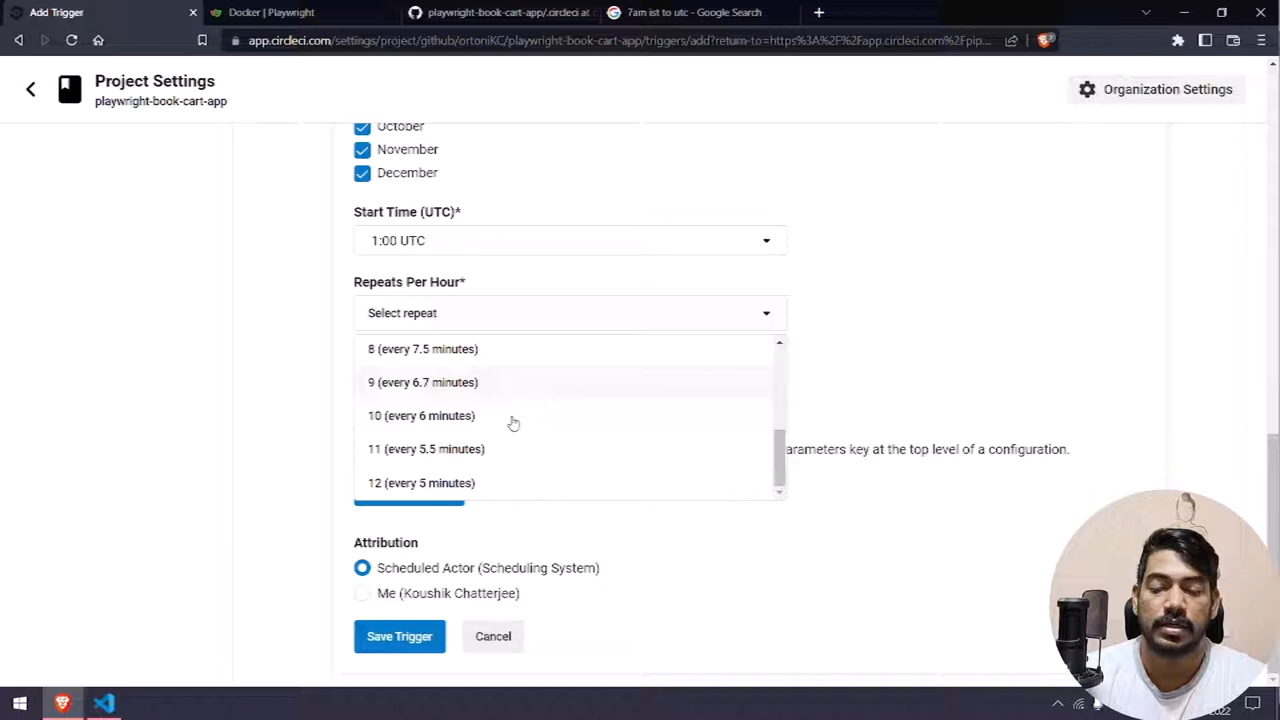 Add Trigger
Docker | Playwright
playwright-book-cart-app/.circleci at
7am ist to utc - Google Search
app.circleci.com/settings/project/github/ortoniKC/playwright-book-cart-app/triggers/add?return-to=https%3A%2F%2Fapp.circleci.com%2Fpip...
Project Settings
playwright-book-cart-app
Organization Settings
October
November
December
Start Time (UTC)*
1:00 UTC
Repeats Per Hour*
Select repeat
8 (every 7.5 minutes)
9 (every 6.7 minutes)
10 (every 6 minutes)
11 (every 5.5 minutes)
arameters key at the top level of a configuration.
12 (every 5 minutes)
Attribution
Scheduled Actor (Scheduling System)
Me (Koushik Chatterjee)
Save Trigger
Cancel
2022